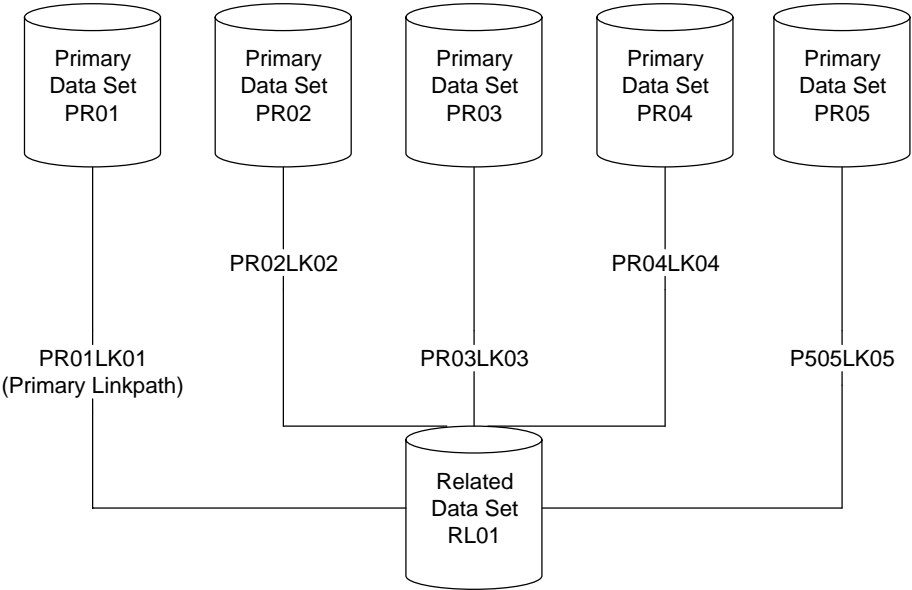 Primary
Data Set
PR01
Primary
Data Set
PR02
Primary
Data Set
PR03
Primary
Data Set
PR04
Primary
Data Set
PR05
PR02LK02
PR04LK04
PR01LK01
(Primary Linkpath)
PR03LK03
P505LK05
Related
Data Set
RL01